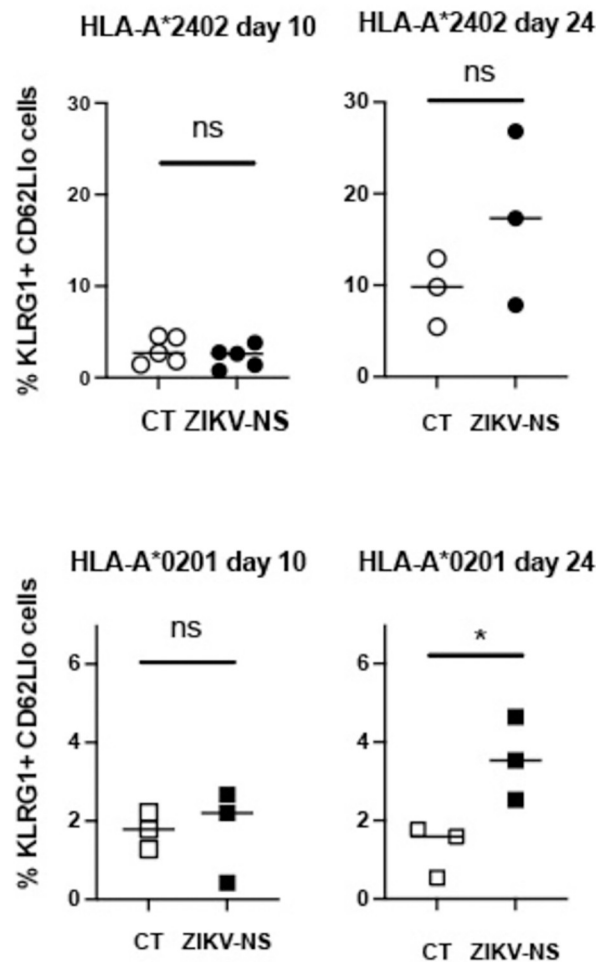 HLA-A*2402 day 10
HLA-A*2402 day 24
% KLRG1+ CD62Llo cells
30
20
10
0
ns
CT ZIKV-NS
30
20
10
0
ns
CT ZIKV-NS
HLA-A*0201 day 10
HLA-A*0201 day 24
% KLRG1+ CD62Llo cells
6
4
2
0
ns
CT ZIKV-NS
6
4
2
0
*
CT ZIKV-NS